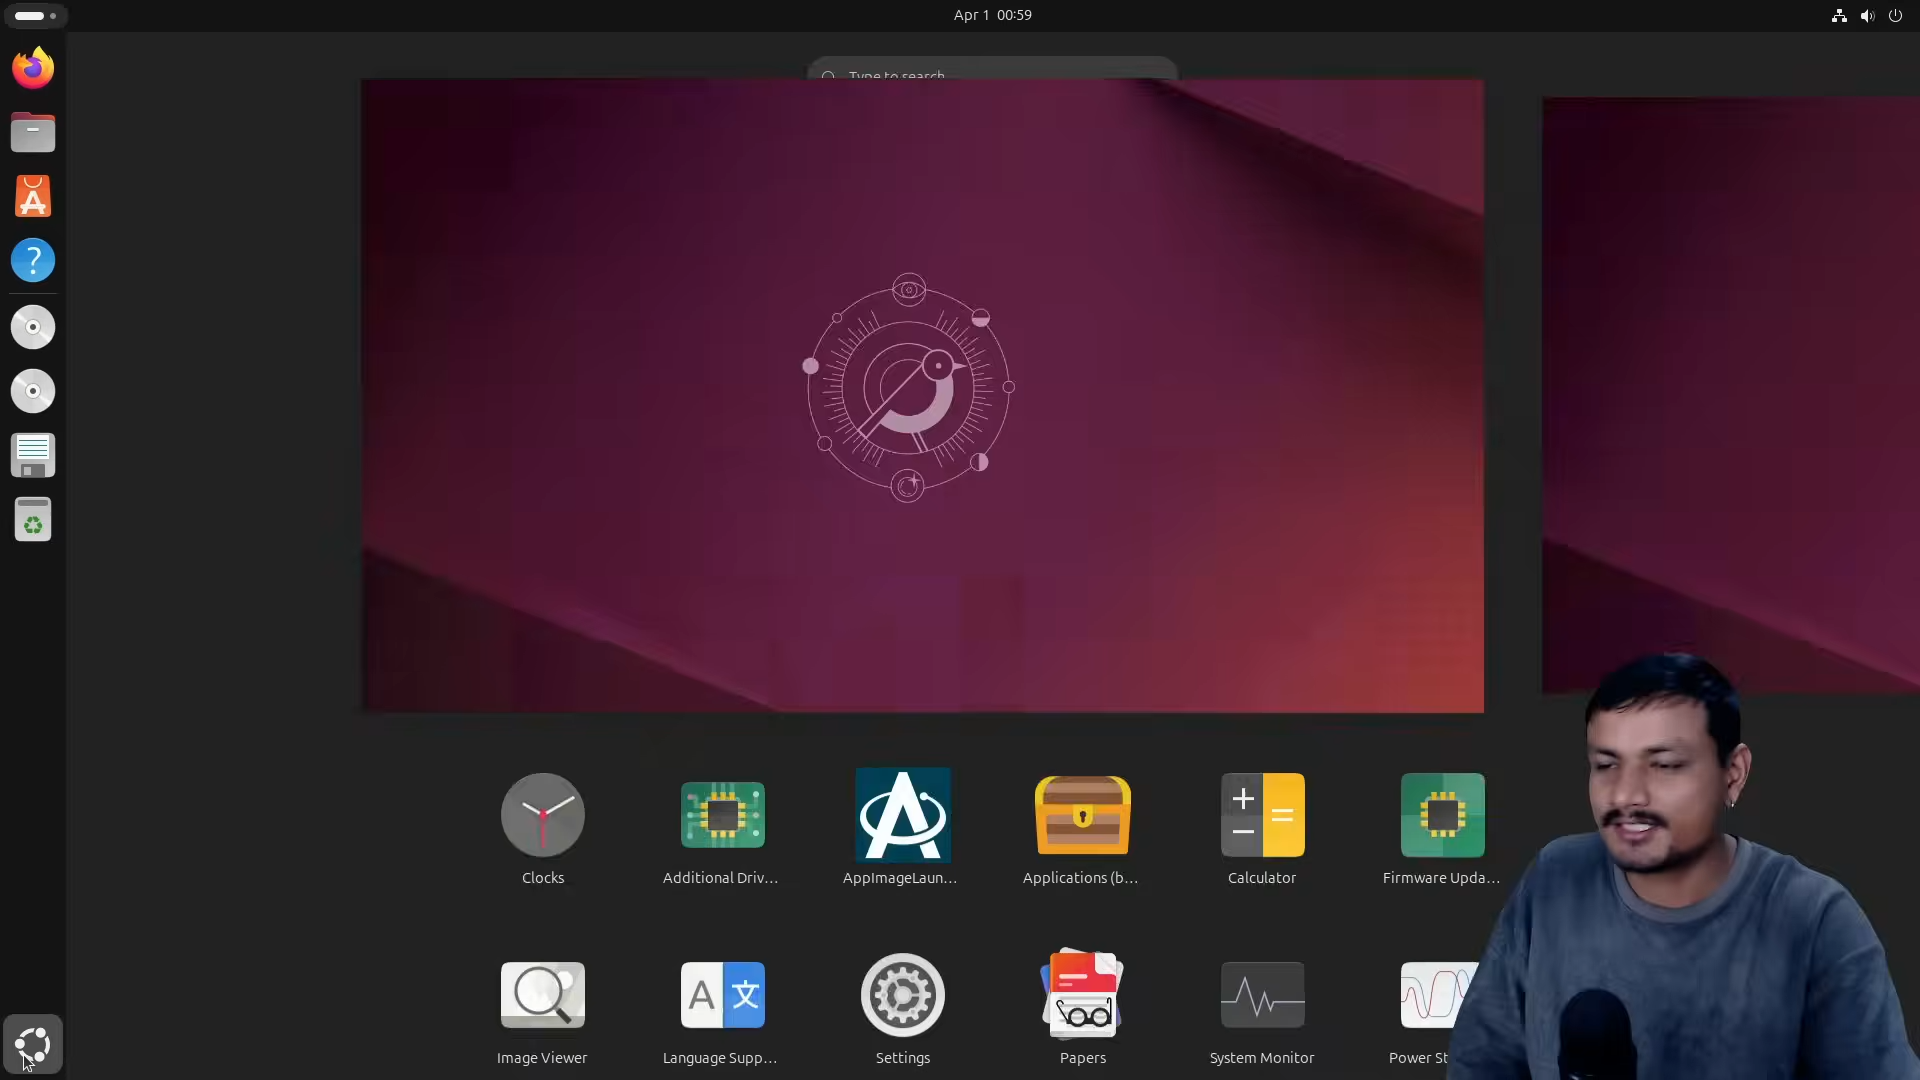 Apr 1 00:59
Type to search
Clocks
Additional Driv...
AppImageLaun...
Applications (b...
Calculator
Firmware Upda...
Image Viewer
Language Supp...
Settings
Papers
System Monitor
Power St